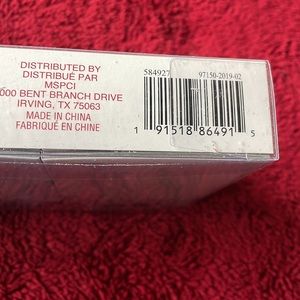 DISTRIBUTED BY
DISTRIBUÉ PAR
MSPCI
000 BENT BRANCH DRIVE
IRVING, TX 75063
MADE IN CHINA
FABRIQUÉ EN CHINE
584927
97150-2019-02
1 91518 86491 5